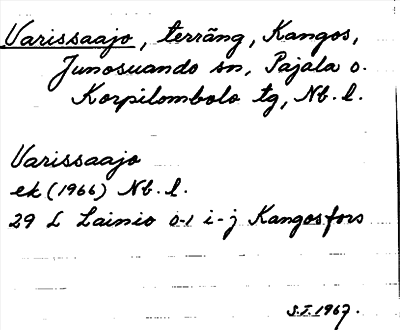 Varissaajo, terräng, Kangos,
Junosuando sn, Pajala o.
Korpilombolo tg, Nb. l.
Varissaajo
ek (1966) Nb. l.
29 L Lainio 0-1 i-j Kangosfors
S.I. 1967.